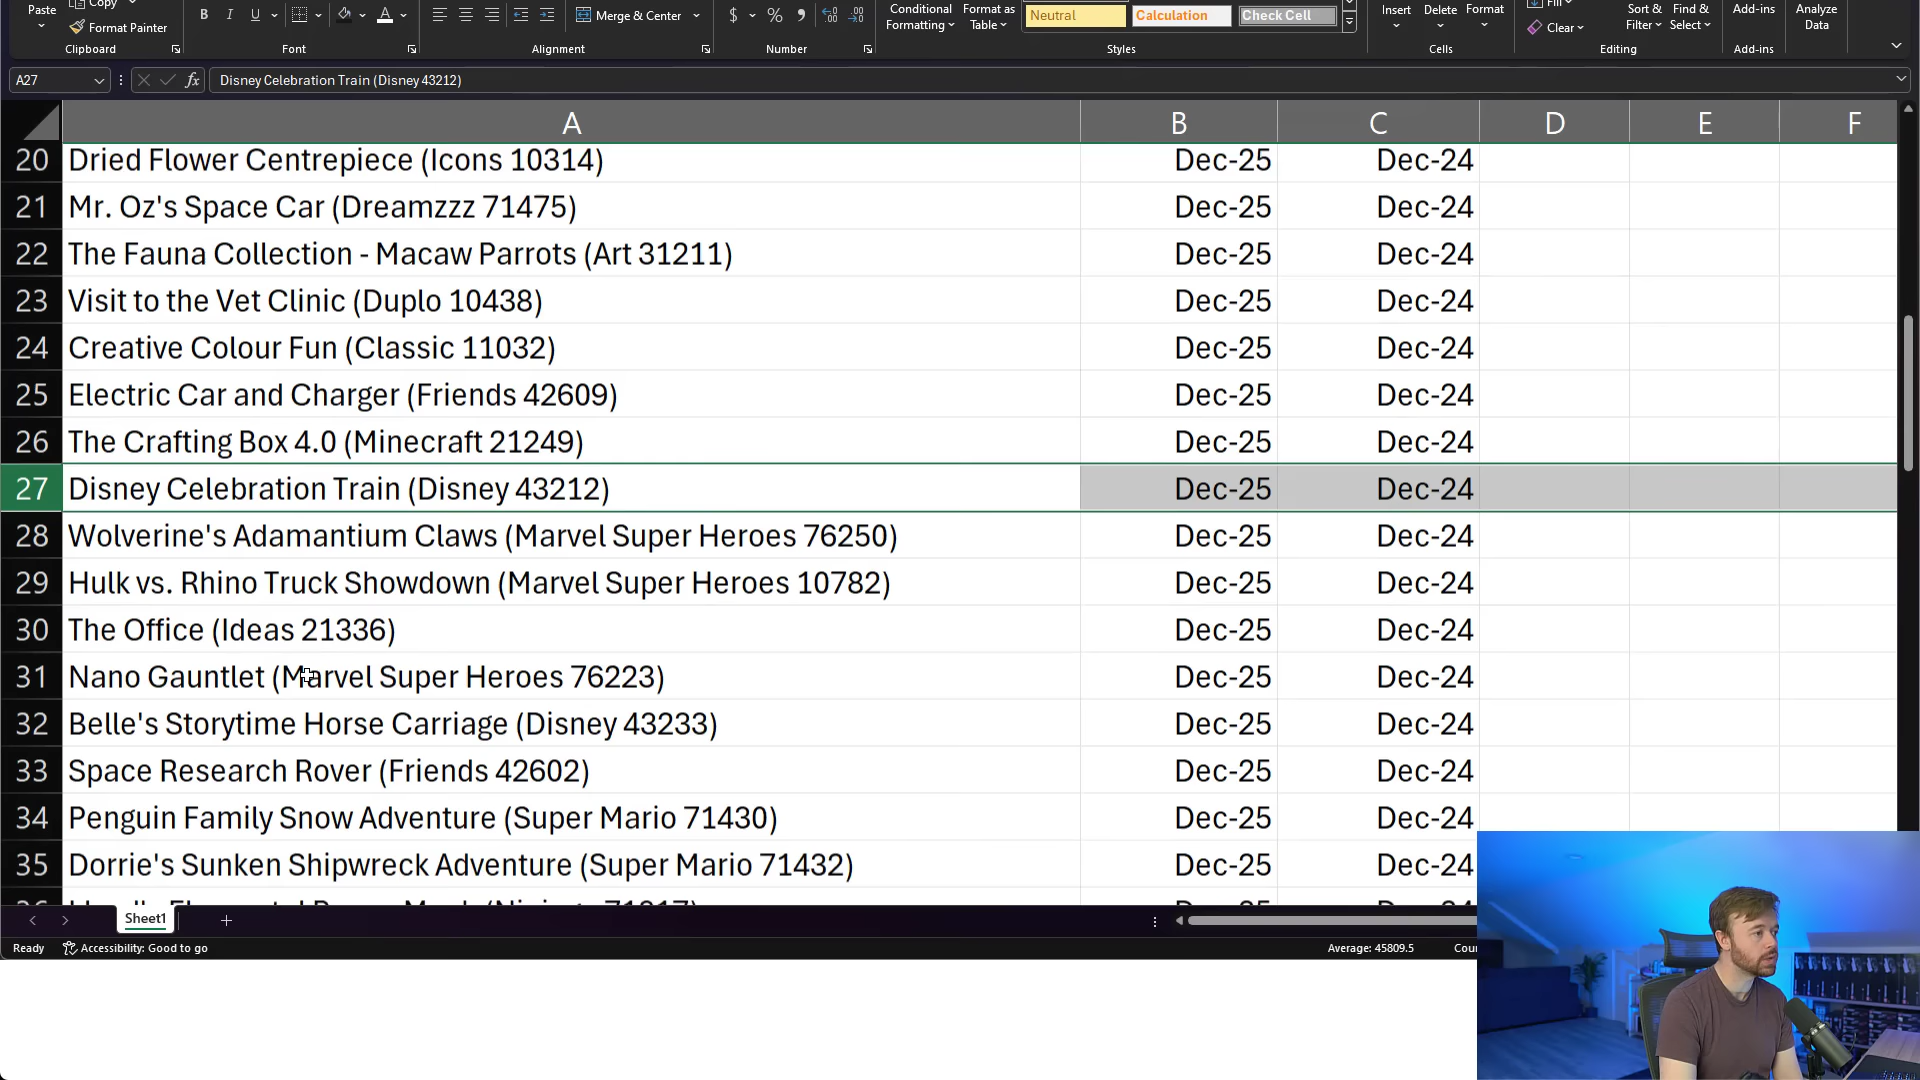 Paste Copy
Format Painter
B I U A
Merge & Center
$ % 9
Conditional Formatting
Format as Table
Neutral Calculation Check Cell
Insert Delete Format
Fill
Clear
Sort & Filter
Find & Select
Add-ins
Analyze Data
Clipboard Font Alignment Number Styles Cells Editing Add-ins
A27 fx Disney Celebration Train (Disney 43212)
A B C D E F
20 Dried Flower Centrepiece (Icons 10314) Dec-25 Dec-24
21 Mr. Oz's Space Car (Dreamzzz 71475) Dec-25 Dec-24
22 The Fauna Collection - Macaw Parrots (Art 31211) Dec-25 Dec-24
23 Visit to the Vet Clinic (Duplo 10438) Dec-25 Dec-24
24 Creative Colour Fun (Classic 11032) Dec-25 Dec-24
25 Electric Car and Charger (Friends 42609) Dec-25 Dec-24
26 The Crafting Box 4.0 (Minecraft 21249) Dec-25 Dec-24
27 Disney Celebration Train (Disney 43212) Dec-25 Dec-24
28 Wolverine's Adamantium Claws (Marvel Super Heroes 76250) Dec-25 Dec-24
29 Hulk vs. Rhino Truck Showdown (Marvel Super Heroes 10782) Dec-25 Dec-24
30 The Office (Ideas 21336) Dec-25 Dec-24
31 Nano Gauntlet (Marvel Super Heroes 76223) Dec-25 Dec-24
32 Belle's Storytime Horse Carriage (Disney 43233) Dec-25 Dec-24
33 Space Research Rover (Friends 42602) Dec-25 Dec-24
34 Penguin Family Snow Adventure (Super Mario 71430) Dec-25 Dec-24
35 Dorrie's Sunken Shipwreck Adventure (Super Mario 71432) Dec-25 Dec-24
Sheet1
Ready Accessibility: Good to go Average: 45809.5